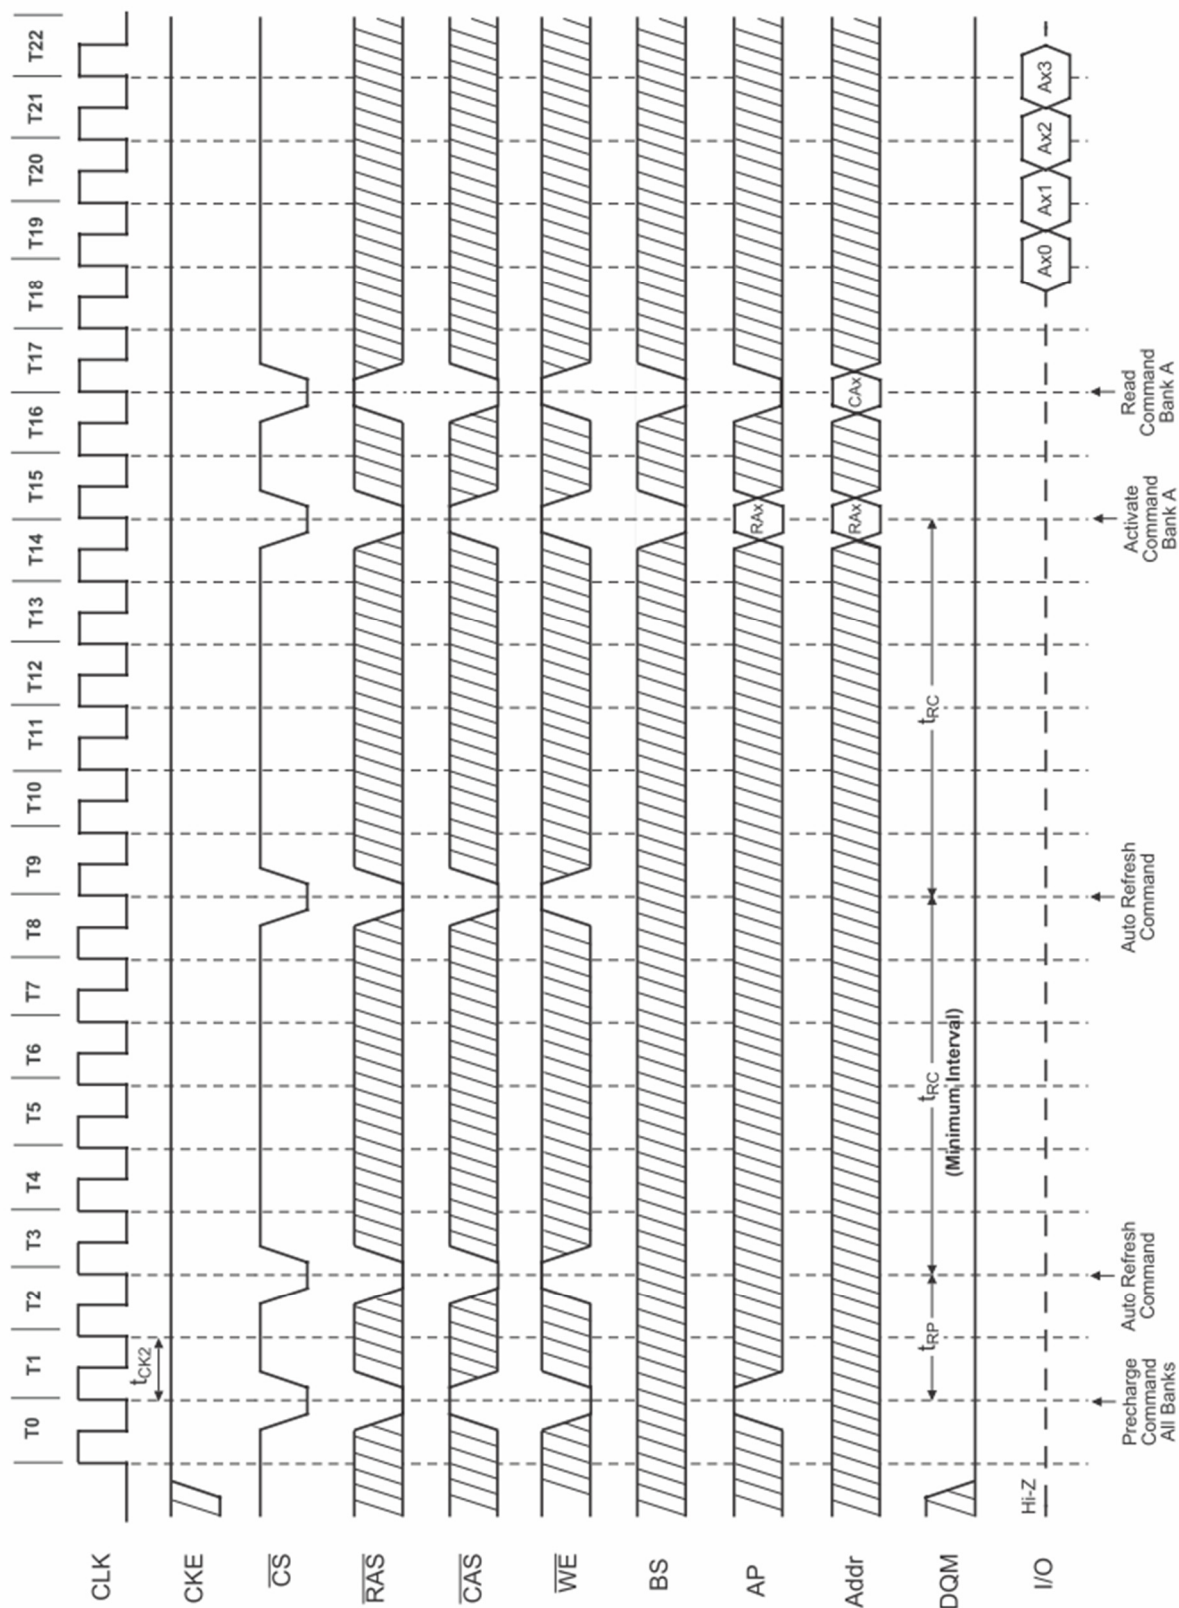 T0 T1 T2 T3 T4 T5 T6 T7 T8 T9 T10 T11 T12 T13 T14 T15 T16 T17 T18 T19 T20 T21 T22
CLK
tCK2
CKE
CS
RAS
CAS
WE
BS
AP
RAx
Addr
RAx CAx
tRP tRC tRC
(Minimum Interval)
DQM
Hi-Z
I/O
Ax0 Ax1 Ax2 Ax3
Precharge
Command
All Banks
Auto Refresh
Command
Auto Refresh
Command
Activate
Command
Bank A
Read
Command
Bank A